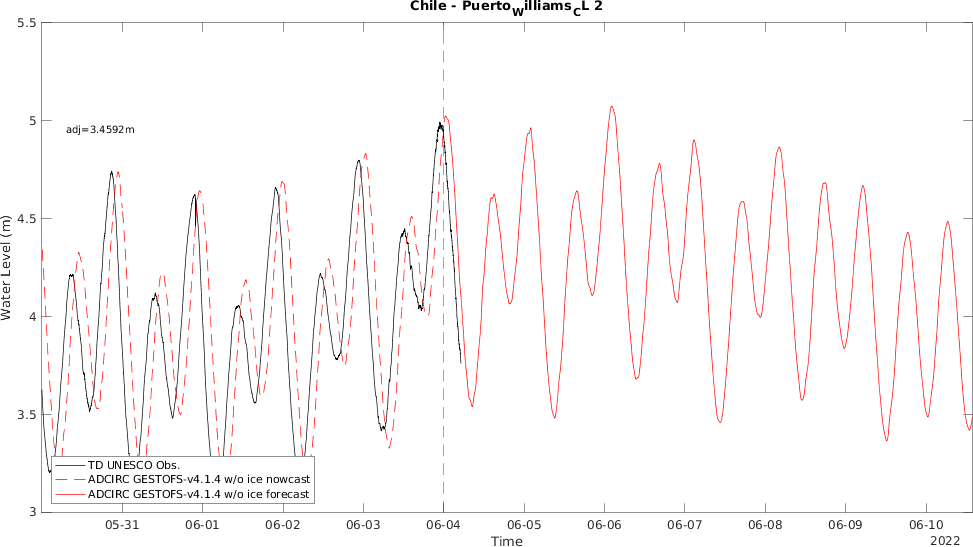 Chile - PuertoWilliamsCL 2
5.5
adj=3.4592m
5
4.5
Water Level (m)
4
3.5
3
TD UNESCO Obs.
ADCIRC GESTOFS-v4.1.4 w/o ice nowcast
ADCIRC GESTOFS-v4.1.4 w/o ice forecast
05-31 06-01 06-02 06-03 06-04 06-05 06-06 06-07 06-08 06-09 06-10
Time
2022